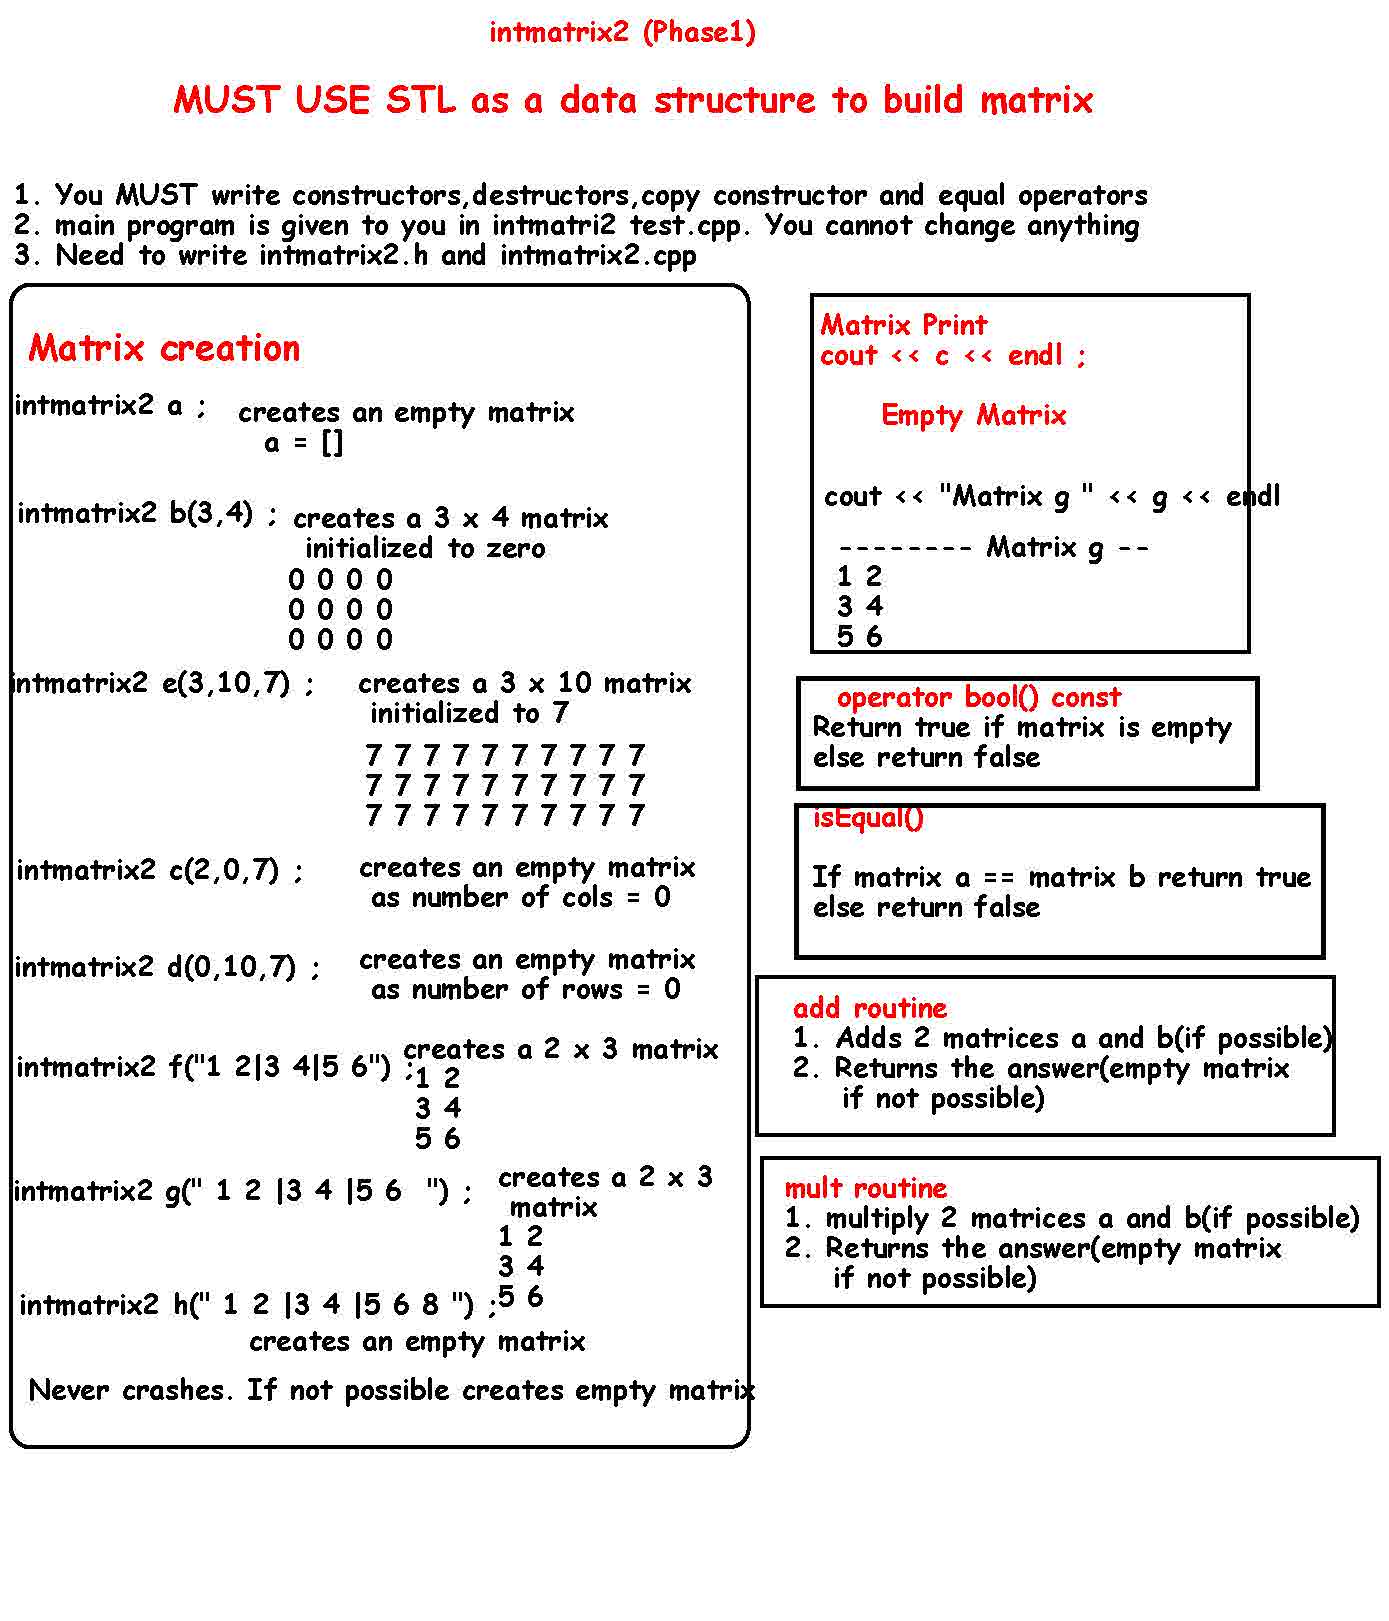 intmatrix2 (Phase1)
MUST USE STL as a data structure to build matrix
1. You MUST write constructors,destructors,copy constructor and equal operators
2. main program is given to you in intmatri2 test.cpp. You cannot change anything
3. Need to write intmatrix2.h and intmatrix2.cpp
Matrix creation
intmatrix2 a ;
creates an empty matrix
a = []
intmatrix2 b(3,4) ;
creates a 3 x 4 matrix
initialized to zero
0 0 0 0
0 0 0 0
0 0 0 0
intmatrix2 e(3,10,7) ;
creates a 3 x 10 matrix
initialized to 7
7 7 7 7 7 7 7 7 7 7
7 7 7 7 7 7 7 7 7 7
7 7 7 7 7 7 7 7 7 7
intmatrix2 c(2,0,7) ;
creates an empty matrix
as number of cols = 0
intmatrix2 d(0,10,7) ;
creates an empty matrix
as number of rows = 0
intmatrix2 f("1 2|3 4|5 6") ;
creates a 2 x 3 matrix
1 2
3 4
5 6
intmatrix2 g(" 1 2 |3 4 |5 6  ") ;
creates a 2 x 3
matrix
1 2
3 4
5 6
intmatrix2 h(" 1 2 |3 4 |5 6 8 ") ;
creates an empty matrix
Never crashes. If not possible creates empty matrix
Matrix Print
cout << c << endl ;
Empty Matrix
cout << "Matrix g " << g << endl
-------- Matrix g --
1 2
3 4
5 6
operator bool() const
Return true if matrix is empty
else return false
isEqual()
If matrix a == matrix b return true
else return false
add routine
1. Adds 2 matrices a and b(if possible)
2. Returns the answer(empty matrix
if not possible)
mult routine
1. multiply 2 matrices a and b(if possible)
2. Returns the answer(empty matrix
if not possible)